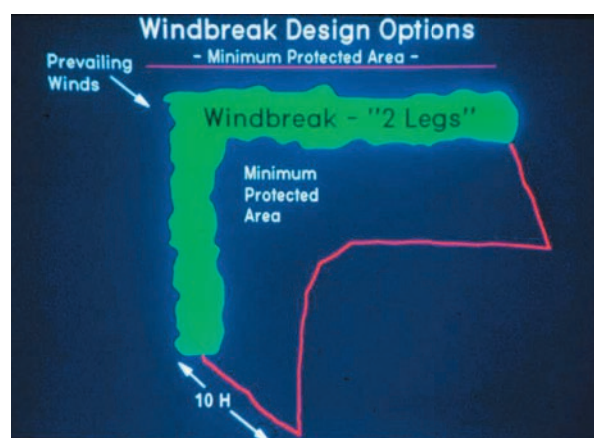 Windbreak Design Options
- Minimum Protected Area -
Prevailing
Winds
Windbreak - "2 Legs"
Minimum
Protected
Area
10 H